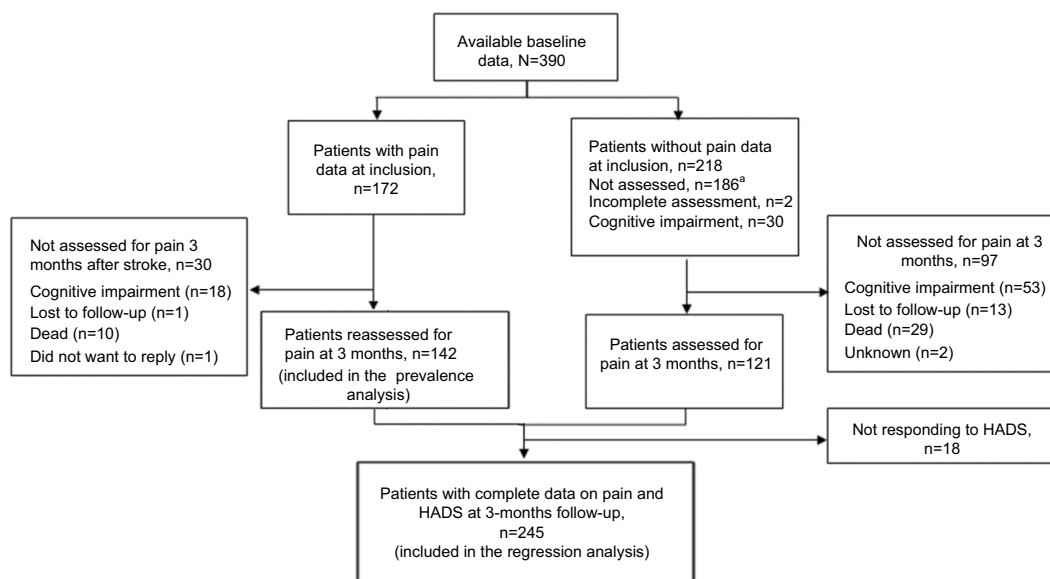 Available baseline
data, N=390
Patients with pain
data at inclusion,
n=172
Patients without pain data
at inclusion, n=218
Not assessed, n=186ª
Incomplete assessment, n=2
Cognitive impairment, n=30
Not assessed for pain 3
months after stroke, n=30
Cognitive impairment (n=18)
Lost to follow-up (n=1)
Dead (n=10)
Did not want to reply (n=1)
Not assessed for pain at 3
months, n=97
Cognitive impairment (n=53)
Lost to follow-up (n=13)
Dead (n=29)
Unknown (n=2)
Patients reassessed for
pain at 3 months, n=142
(included in the prevalence
analysis)
Patients assessed for
pain at 3 months, n=121
Not responding to HADS,
n=18
Patients with complete data on pain and
HADS at 3-months follow-up,
n=245
(included in the regression analysis)